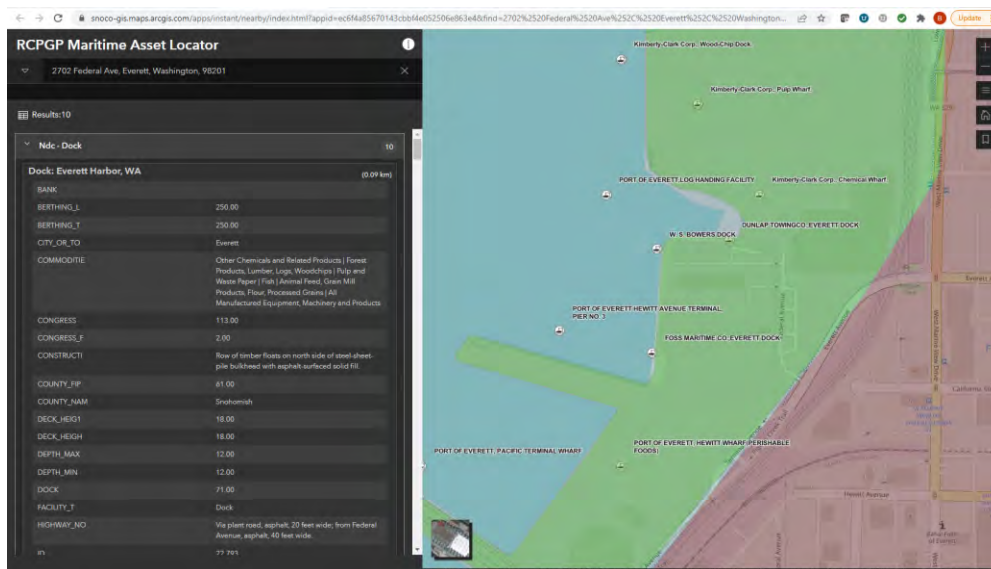 snoco-gis.maps.arcgis.com/apps/instant/nearby/index.html?appid=ec6f4a85670143cbbf4e052506e863e4&find=2702%2520Federal%2520Ave%252C%2520Everett%252C%2520Washington...
Update
RCPGP Maritime Asset Locator
2702 Federal Ave, Everett, Washington, 98201
Results:10
Ndc - Dock
10
Dock: Everett Harbor, WA
(0.09 km)
BANK
BERTHING_L 250.00
BERTHING_T 250.00
CITY_OR_TO Everett
COMMODITIE Other Chemicals and Related Products | Forest
Products, Lumber, Logs, Woodchips | Pulp and
Waste Paper | Fish | Animal Feed, Grain Mill
Products, Flour, Processed Grains | All
Manufactured Equipment, Machinery and Products
CONGRESS 113.00
CONGRESS_F 2.00
CONSTRUCTI Row of timber floats on north side of steel-sheet-
pile bulkhead with asphalt-surfaced solid fill.
COUNTY_FIP 61.00
COUNTY_NAM Snohomish
DECK_HEIG1 18.00
DECK_HEIGH 18.00
DEPTH_MAX 12.00
DEPTH_MIN 12.00
DOCK 71.00
FACILITY_T Dock
HIGHWAY_NO Via plant road, asphalt, 20 feet wide; from Federal
Avenue, asphalt, 40 feet wide.
ID 22,793
Kimberly-Clark Corp., Wood-Chip Dock
Kimberly-Clark Corp., Pulp Wharf
PORT OF EVERETT LOG HANDING FACILITY
Kimberly-Clark Corp., Chemical Wharf
DUNLAP TOWING CO. EVERETT DOCK
W. S. BOWERS DOCK
PORT OF EVERETT HEWITT AVENUE TERMINAL,
PIER NO. 3
FOSS MARITIME CO. EVERETT DOCK
PORT OF EVERETT, PACIFIC TERMINAL WHARF
PORT OF EVERETT, HEWITT WHARF(PERISHABLE
FOODS)
Hewitt Avenue